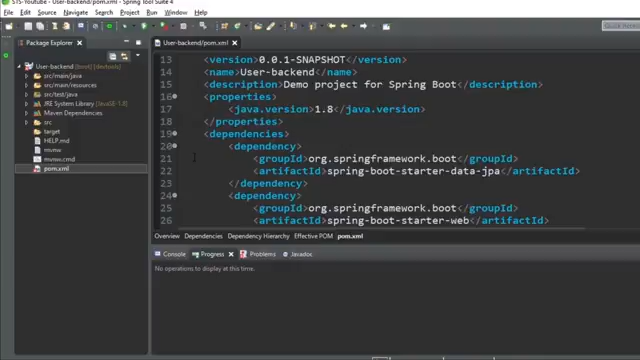 STS-Youtube - User-backend/pom.xml - Spring Tool Suite 4
File Edit Source Navigate Search Project Run Window Help
Quick Access
Package Explorer
User-backend/pom.xml
User-backend [boot] [devtools]
src/main/java
src/main/resources
src/test/java
JRE System Library [JavaSE-1.8]
Maven Dependencies
src
target
HELP.md
mvnw
mvnw.cmd
pom.xml
13 <version>0.0.1-SNAPSHOT</version>
14 <name>User-backend</name>
15 <description>Demo project for Spring Boot</description>
16 <properties>
17 <java.version>1.8</java.version>
18 </properties>
19 <dependencies>
20 <dependency>
21 <groupId>org.springframework.boot</groupId>
22 <artifactId>spring-boot-starter-data-jpa</artifactId>
23 </dependency>
24 <dependency>
25 <groupId>org.springframework.boot</groupId>
26 <artifactId>spring-boot-starter-web</artifactId>
Overview Dependencies Dependency Hierarchy Effective POM pom.xml
Console Progress Problems Javadoc
No operations to display at this time.